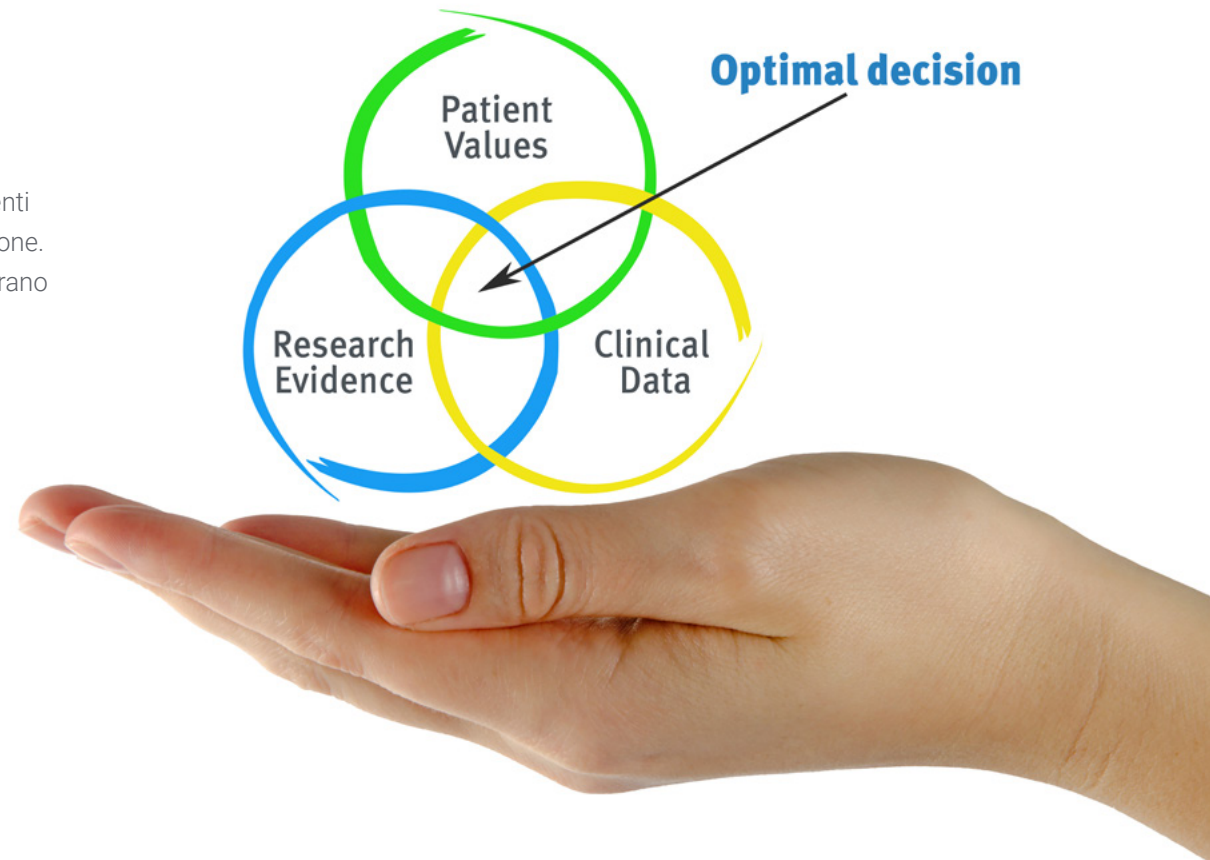 Optimal decision
Patient
Values
Research
Evidence
Clinical
Data